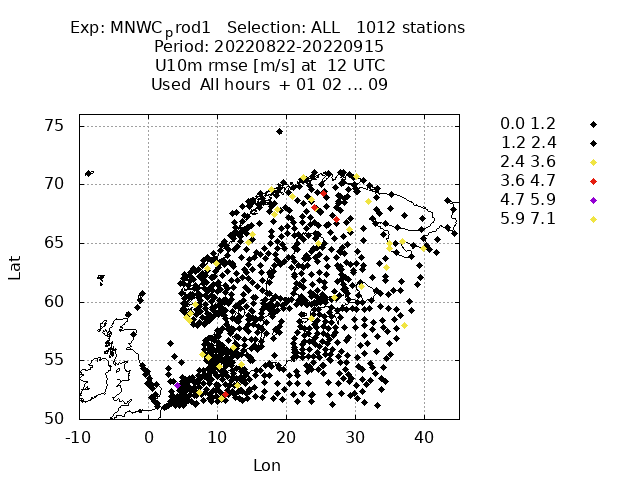 Exp: MNWCprod1   Selection: ALL   1012 stations
Period: 20220822-20220915
U10m rmse [m/s] at  12 UTC
Used  All hours  + 01 02 ... 09
75
70
65
60
55
50
Lat
-10 0 10 20 30 40
Lon
0.0 1.2
1.2 2.4
2.4 3.6
3.6 4.7
4.7 5.9
5.9 7.1